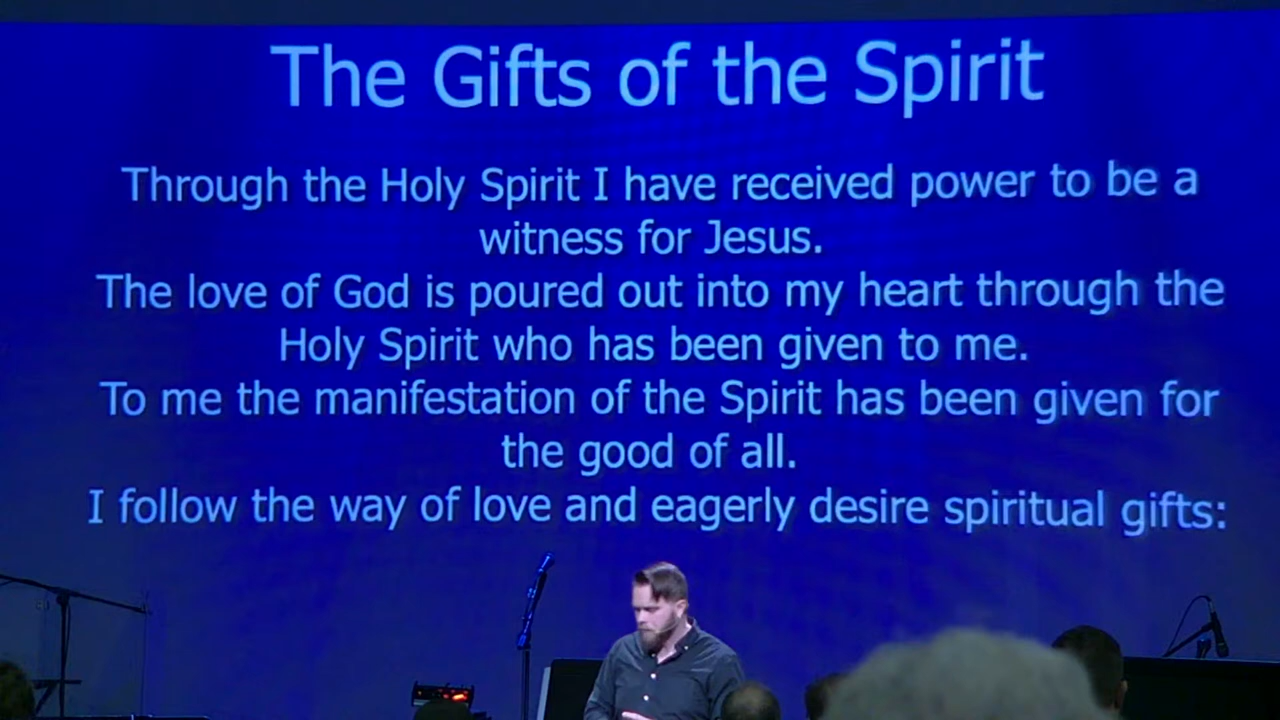 The Gifts of the Spirit
Through the Holy Spirit I have received power to be a
witness for Jesus.
The love of God is poured out into my heart through the
Holy Spirit who has been given to me.
To me the manifestation of the Spirit has been given for
the good of all.
I follow the way of love and eagerly desire spiritual gifts: